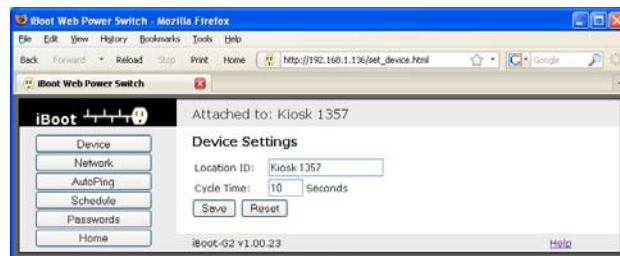 iBoot Web Power Switch - Mozilla Firefox
File Edit View History Bookmarks Tools Help
Back Forward Reload Stop Print Home http://192.168.1.136/set_device.html Google
iBoot Web Power Switch
iBoot
Attached to: Kiosk 1357
Device
Network
AutoPing
Schedule
Passwords
Home
Device Settings
Location ID: Kiosk 1357
Cycle Time: 10 Seconds
Save Reset
iBoot-G2 v1.00.23 Help